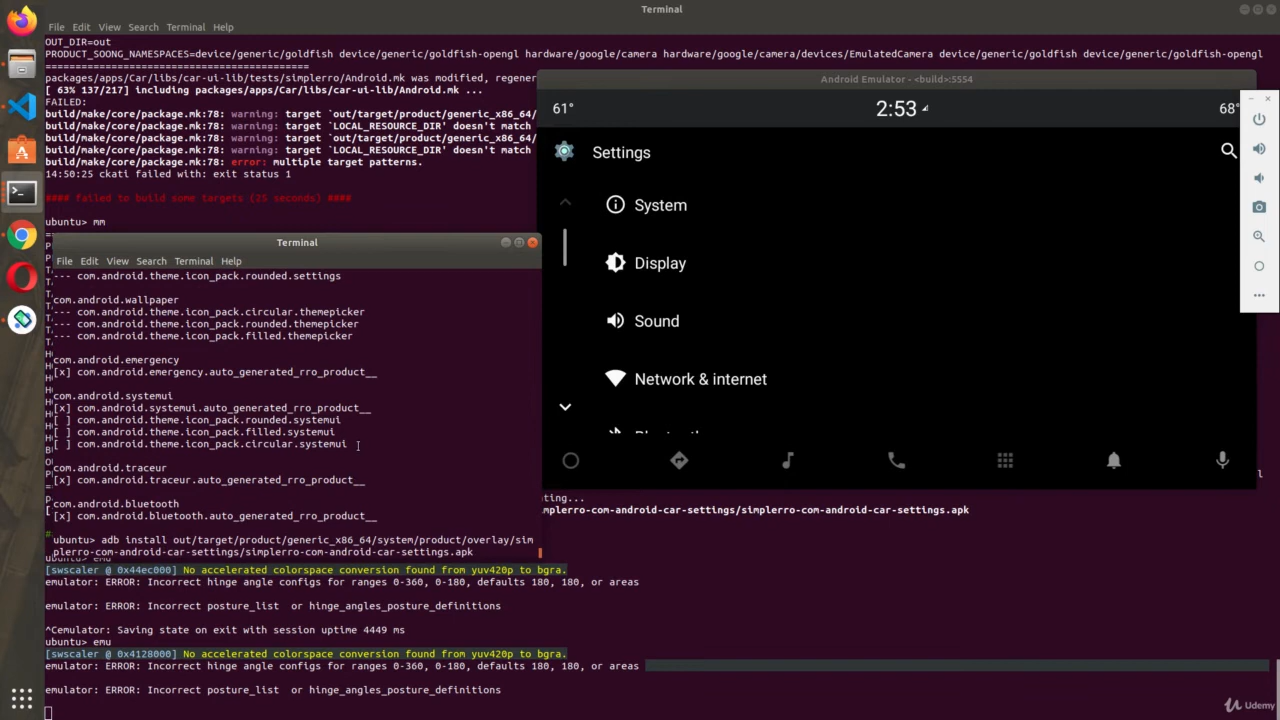 Terminal
File Edit View Search Terminal Help
OUT_DIR=out
PRODUCT_SOONG_NAMESPACES=device/generic/goldfish device/generic/goldfish-opengl hardware/google/camera hardware/google/camera/devices/EmulatedCamera device/generic/goldfish device/generic/goldfish-opengl
============================================
packages/apps/Car/libs/car-ui-lib/tests/simplerro/Android.mk was modified, regener
[ 63% 137/217] including packages/apps/Car/libs/car-ui-lib/Android.mk ...
FAILED:
build/make/core/package.mk:78: warning: target `out/target/product/generic_x86_64/
build/make/core/package.mk:78: warning: target `LOCAL_RESOURCE_DIR' doesn't match
build/make/core/package.mk:78: warning: target `out/target/product/generic_x86_64/
build/make/core/package.mk:78: warning: target `LOCAL_RESOURCE_DIR' doesn't match
build/make/core/package.mk:78: error: multiple target patterns.
14:50:25 ckati failed with: exit status 1
#### failed to build some targets (25 seconds) ####
ubuntu> mm
Terminal
File Edit View Search Terminal Help
--- com.android.theme.icon_pack.rounded.settings
com.android.wallpaper
--- com.android.theme.icon_pack.circular.themepicker
--- com.android.theme.icon_pack.rounded.themepicker
--- com.android.theme.icon_pack.filled.themepicker
com.android.emergency
[x] com.android.emergency.auto_generated_rro_product__
com.android.systemui
[x] com.android.systemui.auto_generated_rro_product__
[ ] com.android.theme.icon_pack.rounded.systemui
[ ] com.android.theme.icon_pack.filled.systemui
[ ] com.android.theme.icon_pack.circular.systemui
com.android.traceur
[x] com.android.traceur.auto_generated_rro_product__
com.android.bluetooth
[x] com.android.bluetooth.auto_generated_rro_product__
ubuntu> adb install out/target/product/generic_x86_64/system/product/overlay/sim
plerro-com-android-car-settings/simplerro-com-android-car-settings.apk
Android Emulator - <build>:5554
61° 2:53 68°
Settings
System
Display
Sound
Network & internet
ating...
mplerro-com-android-car-settings/simplerro-com-android-car-settings.apk
ubuntu> emu
[swscaler @ 0x44ec000] No accelerated colorspace conversion found from yuv420p to bgra.
emulator: ERROR: Incorrect hinge angle configs for ranges 0-360, 0-180, defaults 180, 180, or areas
emulator: ERROR: Incorrect posture_list or hinge_angles_posture_definitions
^Cemulator: Saving state on exit with session uptime 4449 ms
ubuntu> emu
[swscaler @ 0x4128000] No accelerated colorspace conversion found from yuv420p to bgra.
emulator: ERROR: Incorrect hinge angle configs for ranges 0-360, 0-180, defaults 180, 180, or areas
emulator: ERROR: Incorrect posture_list or hinge_angles_posture_definitions
Udemy